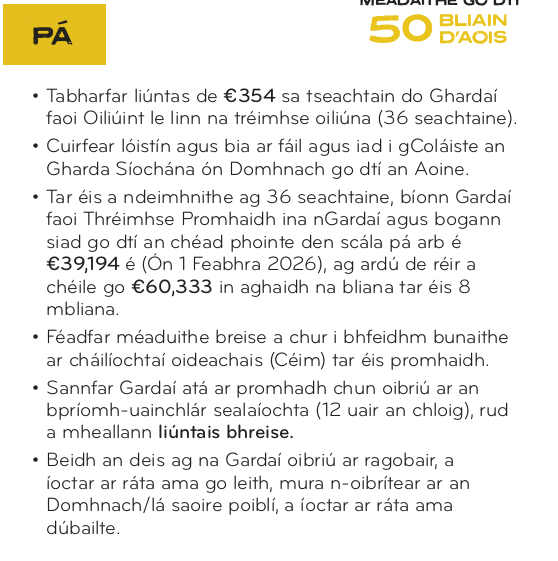 MÉADAITHE GO DTÍ
50 BLIAIN
D'AOIS
PÁ
• Tabharfar liúntas de €354 sa tseachtain do Ghardaí
faoi Oiliúint le linn na tréimhse oiliúna (36 seachtaine).
• Cuirfear lóistín agus bia ar fáil agus iad i gColáiste an
Gharda Síochána ón Domhnach go dtí an Aoine.
• Tar éis a ndeimhnithe ag 36 seachtaine, bíonn Gardaí
faoi Thréimhse Promhaidh ina nGardaí agus bogann
siad go dtí an chéad phointe den scála pá arb é
€39,194 é (Ón 1 Feabhra 2026), ag ardú de réir a
chéile go €60,333 in aghaidh na bliana tar éis 8
mbliana.
• Féadfar méaduithe breise a chur i bhfeidhm bunaithe
ar cháilíochtaí oideachais (Céim) tar éis promhaidh.
• Sannfar Gardaí atá ar promhadh chun oibriú ar an
bpríomh-uainchlár sealaíochta (12 uair an chloig), rud
a mheallann liúntais bhreise.
• Beidh an deis ag na Gardaí oibriú ar ragobair, a
íoctar ar ráta ama go leith, mura n-oibrítear ar an
Domhnach/lá saoire poiblí, a íoctar ar ráta ama
dúbailte.